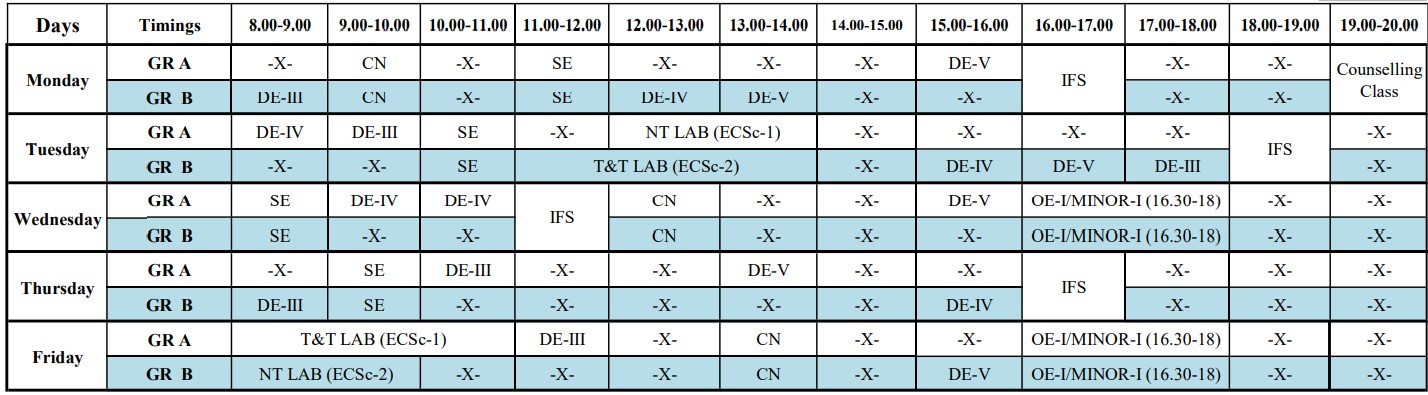 Days Timings 8.00-9.00 9.00-10.00 10.00-11.00 11.00-12.00 12.00-13.00 13.00-14.00 14.00-15.00 15.00-16.00 16.00-17.00 17.00-18.00 18.00-19.00 19.00-20.00
Monday GR A -X- CN -X- SE -X- -X- -X- DE-V IFS -X- -X- Counselling Class
GR B DE-III CN -X- SE DE-IV DE-V -X- -X- -X- -X-
Tuesday GR A DE-IV DE-III SE -X- NT LAB (ECSc-1) -X- -X- -X- -X- IFS -X-
GR B -X- -X- SE T&T LAB (ECSc-2) -X- DE-IV DE-V DE-III -X-
Wednesday GR A SE DE-IV DE-IV IFS CN -X- -X- DE-V OE-I/MINOR-I (16.30-18) -X- -X-
GR B SE -X- -X- CN -X- -X- -X- OE-I/MINOR-I (16.30-18) -X- -X-
Thursday GR A -X- SE DE-III -X- -X- DE-V -X- -X- IFS -X- -X- -X-
GR B DE-III SE -X- -X- -X- -X- -X- DE-IV -X- -X- -X-
Friday GR A T&T LAB (ECSc-1) DE-III -X- CN -X- -X- OE-I/MINOR-I (16.30-18) -X- -X-
GR B NT LAB (ECSc-2) -X- -X- -X- CN -X- DE-V OE-I/MINOR-I (16.30-18) -X- -X-